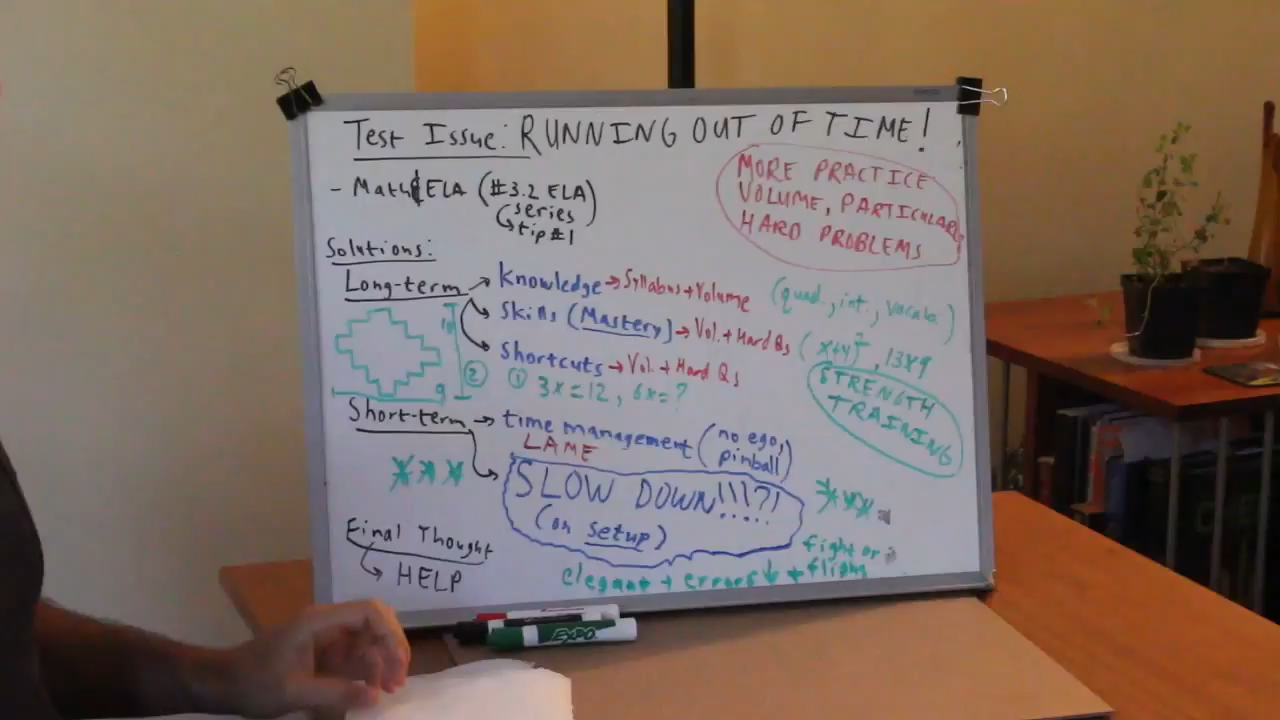 Test Issue: RUNNING OUT OF TIME!
- Math & ELA (#3.2 ELA)
series
tip #1
MORE PRACTICE
VOLUME, PARTICULARLY
HARD PROBLEMS
Solutions:
Long-term → Knowledge → Syllabus + Volume (quad., int., vocab.)
Skills (Mastery) → Vol. + Hard Qs (x+y)², 13x9
Shortcuts → Vol. + Hard Qs
① 3x=12, 6x=?
10
② 9
STRENGTH
TRAINING
Short-term → time management (no ego, pinball)
LAME
SLOW DOWN!!!?!
(on setup)
Final Thought
→ HELP
fight or
flight
elegant + errors ↓ +
EXPO